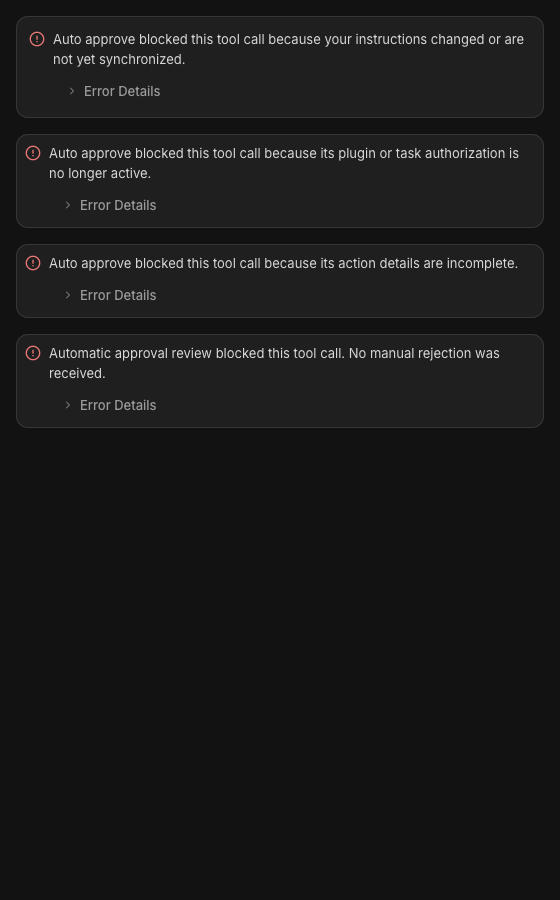 Auto approve blocked this tool call because your instructions changed or are
not yet synchronized.
Error Details
Auto approve blocked this tool call because its plugin or task authorization is
no longer active.
Error Details
Auto approve blocked this tool call because its action details are incomplete.
Error Details
Automatic approval review blocked this tool call. No manual rejection was
received.
Error Details